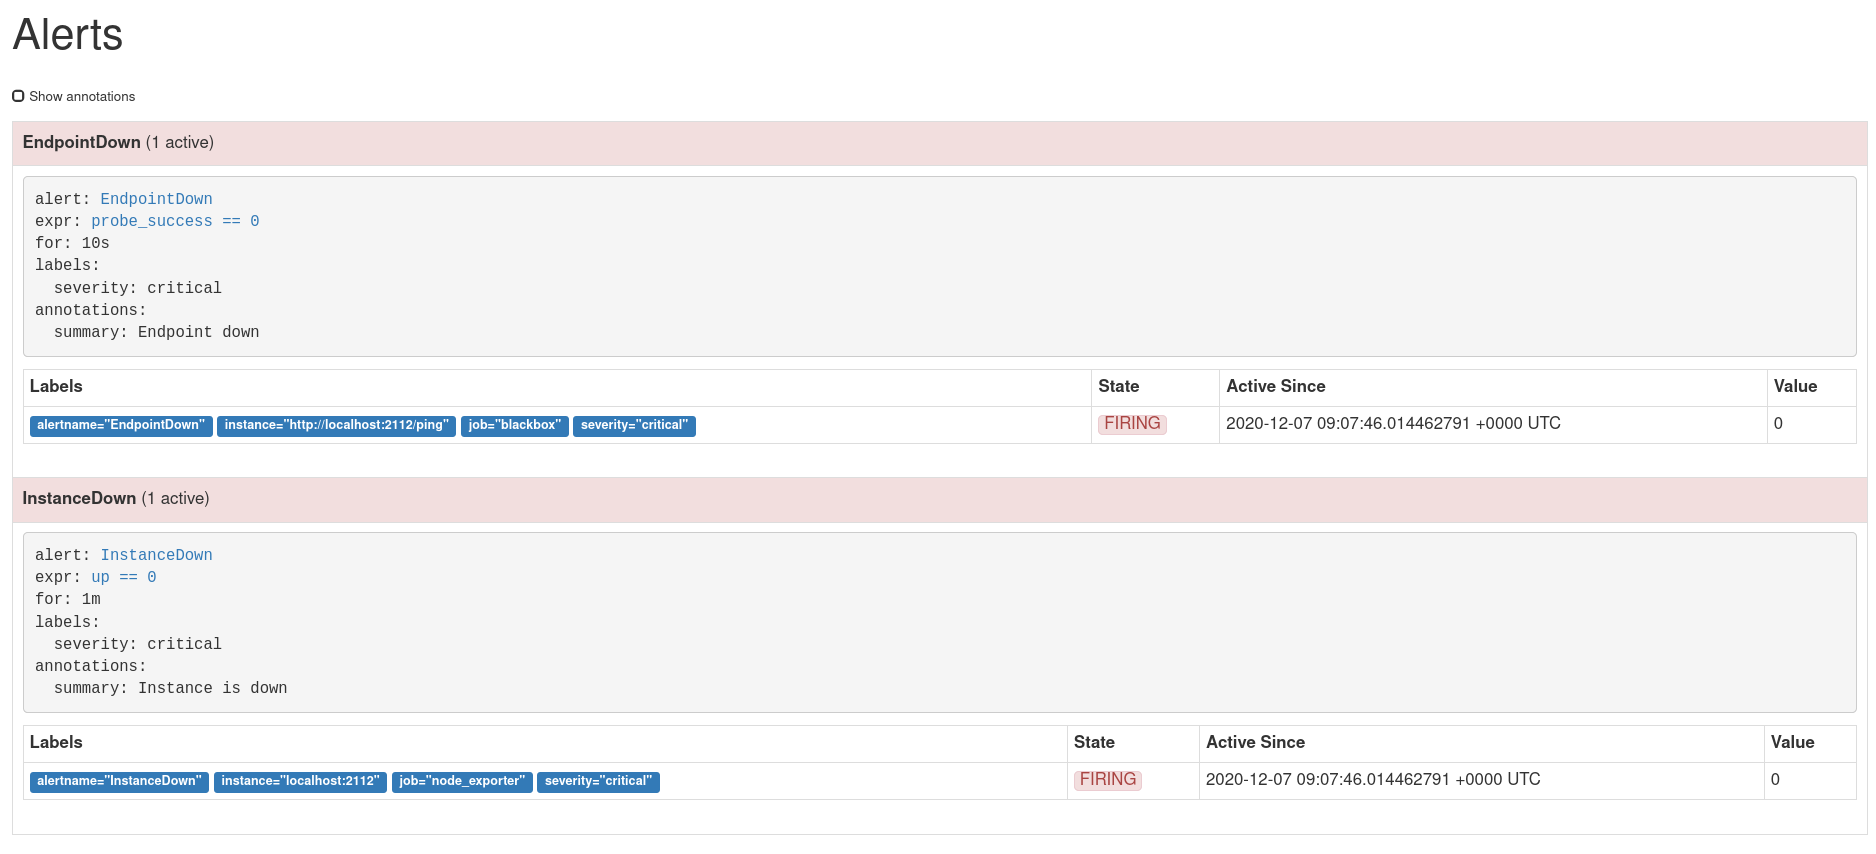 Alerts
Show annotations
EndpointDown (1 active)
alert: EndpointDown
expr: probe_success == 0
for: 10s
labels:
  severity: critical
annotations:
  summary: Endpoint down
Labels State Active Since Value
alertname="EndpointDown" instance="http://localhost:2112/ping" job="blackbox" severity="critical" FIRING 2020-12-07 09:07:46.014462791 +0000 UTC 0
InstanceDown (1 active)
alert: InstanceDown
expr: up == 0
for: 1m
labels:
  severity: critical
annotations:
  summary: Instance is down
Labels State Active Since Value
alertname="InstanceDown" instance="localhost:2112" job="node_exporter" severity="critical" FIRING 2020-12-07 09:07:46.014462791 +0000 UTC 0